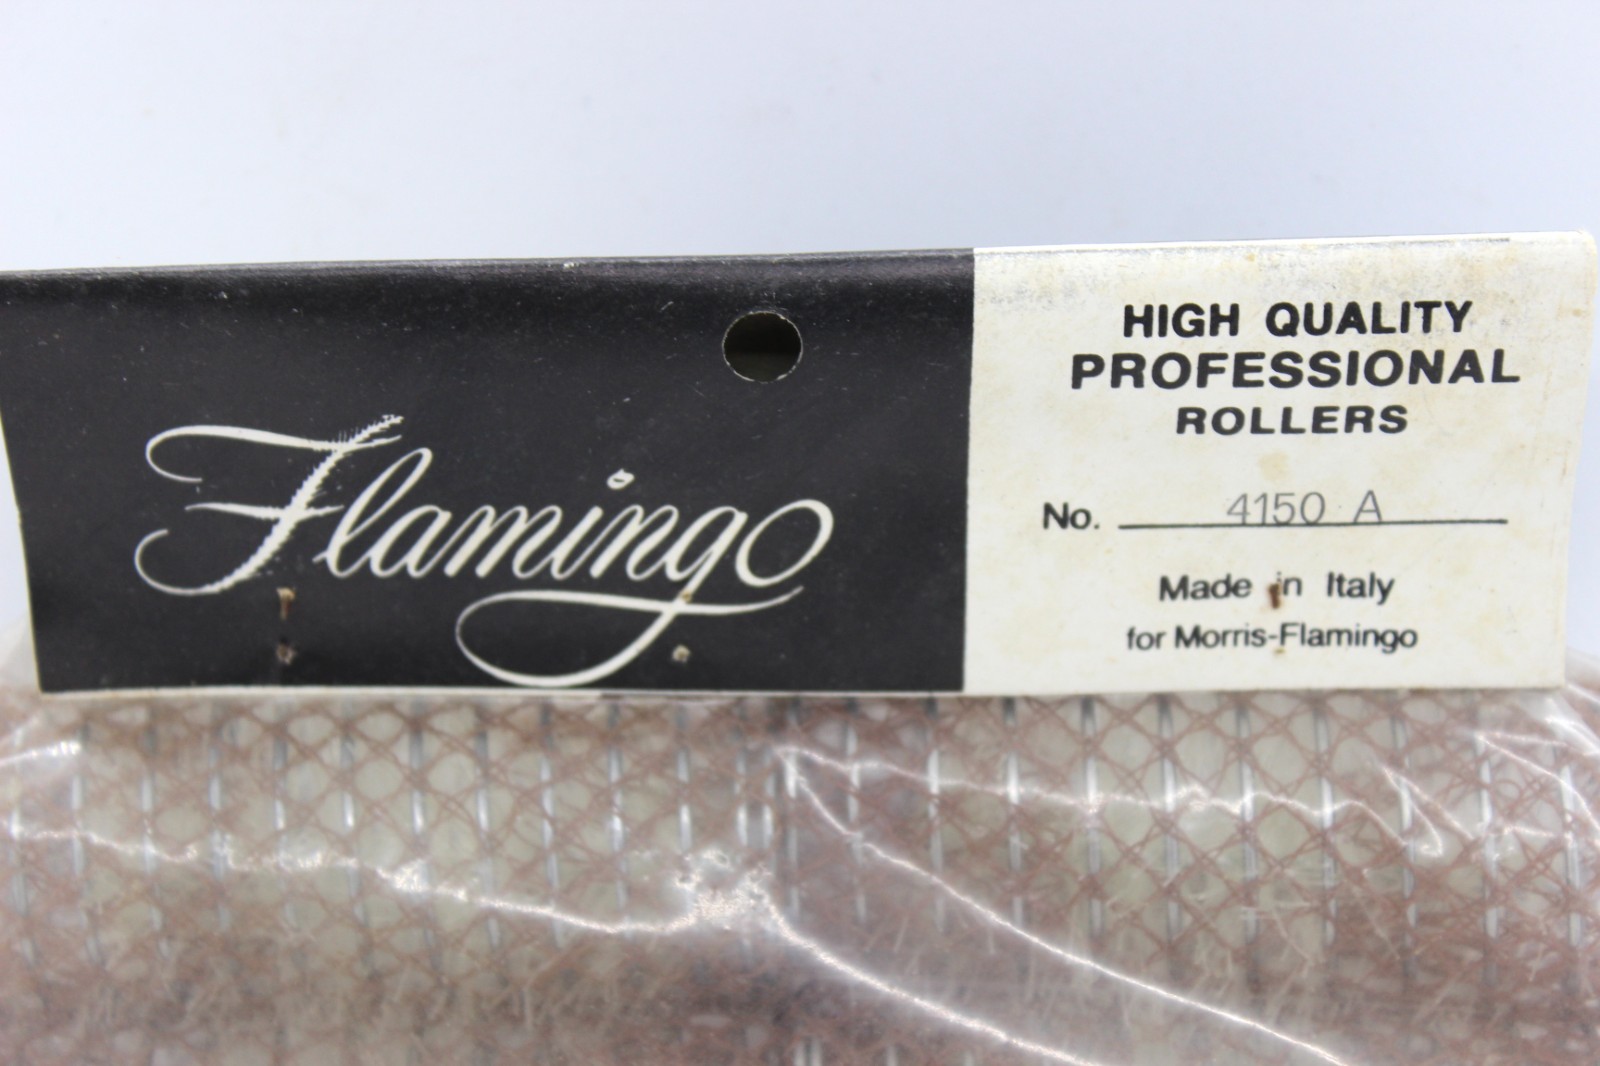 Flamingo
HIGH QUALITY
PROFESSIONAL
ROLLERS
No. 4150 A
Made in Italy
for Morris-Flamingo